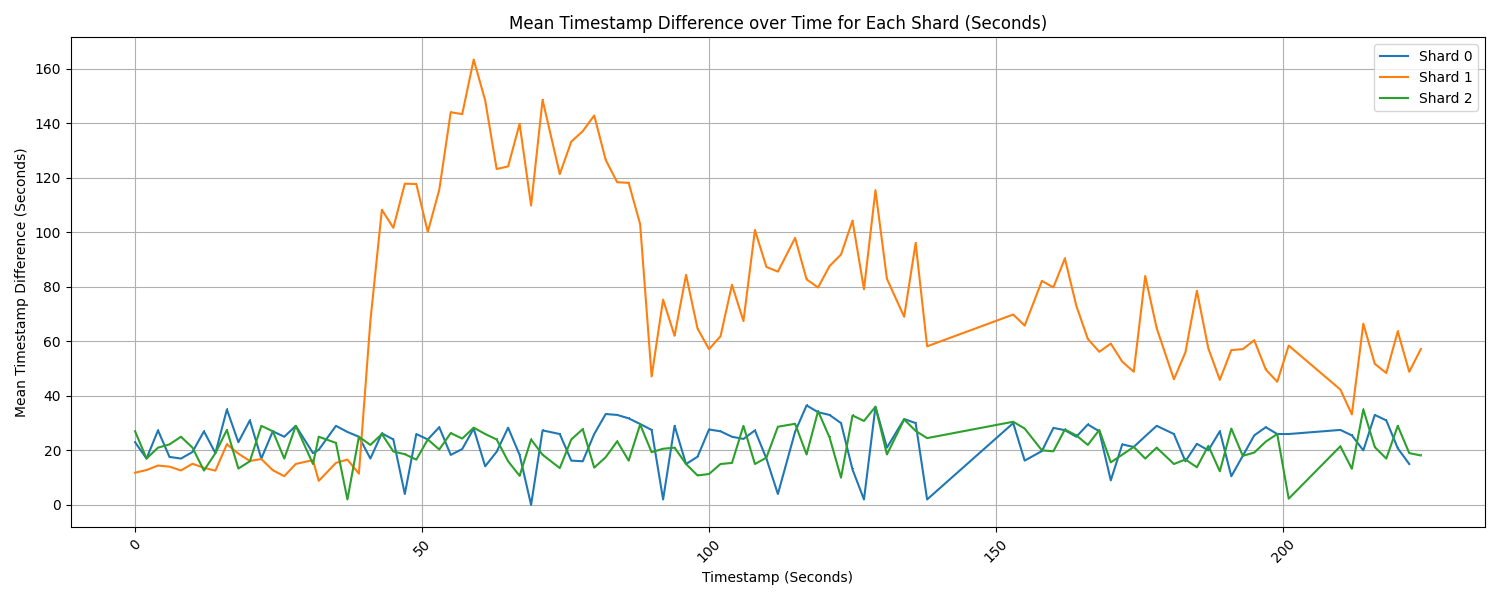 Mean Timestamp Difference over Time for Each Shard (Seconds)
Shard 0
Shard 1
Shard 2
Mean Timestamp Difference (Seconds)
160
140
120
100
80
60
40
20
0
0
50
100
150
200
Timestamp (Seconds)